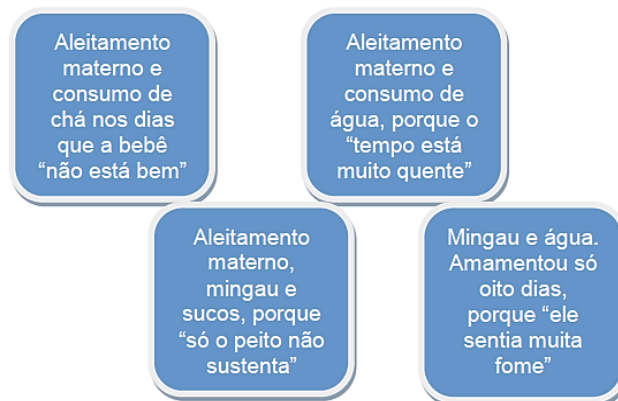 Aleitamento
materno e
consumo de
chá nos dias
que a bebê
“não está bem”
Aleitamento
materno e
consumo de
água, porque o
“tempo está
muito quente”
Aleitamento
materno,
mingau e
sucos, porque
“só o peito não
sustenta”
Mingau e água.
Amamentou só
oito dias,
porque “ele
sentia muita
fome”